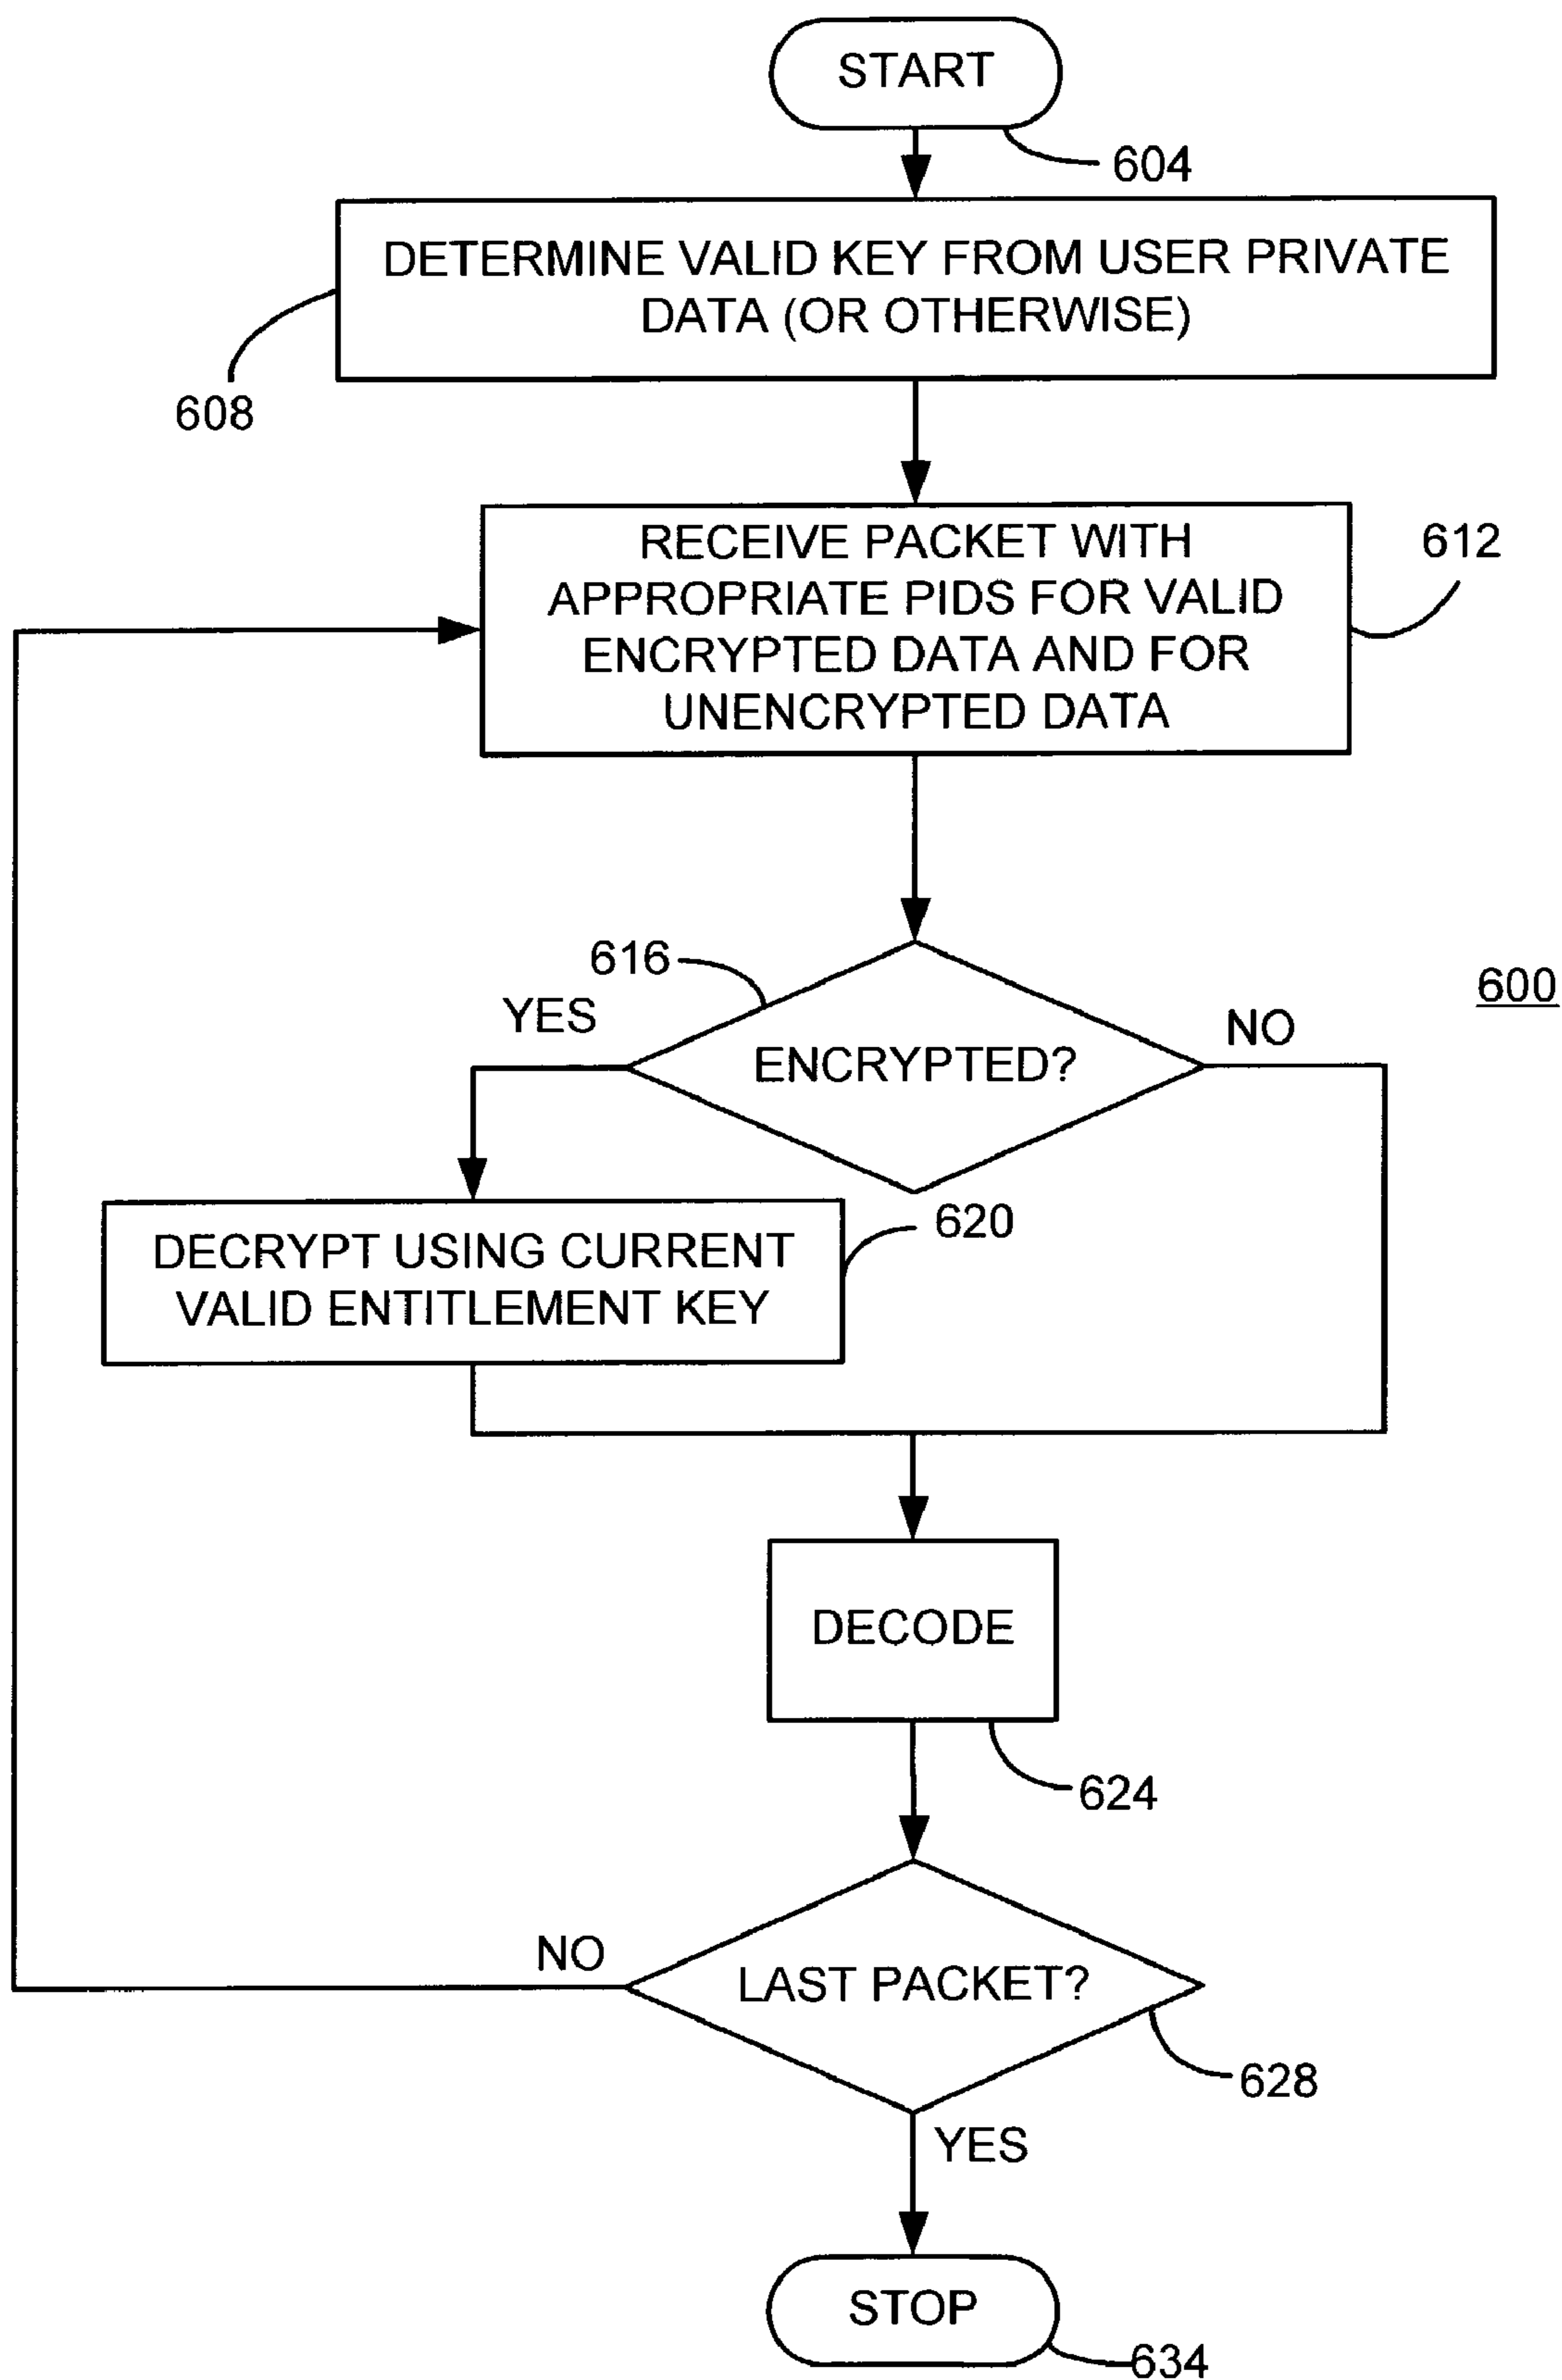 START
604
DETERMINE VALID KEY FROM USER PRIVATE
DATA (OR OTHERWISE)
608
RECEIVE PACKET WITH
APPROPRIATE PIDS FOR VALID
ENCRYPTED DATA AND FOR
UNENCRYPTED DATA
612
616
600
YES
NO
ENCRYPTED?
620
DECRYPT USING CURRENT
VALID ENTITLEMENT KEY
DECODE
624
NO
LAST PACKET?
628
YES
STOP
634